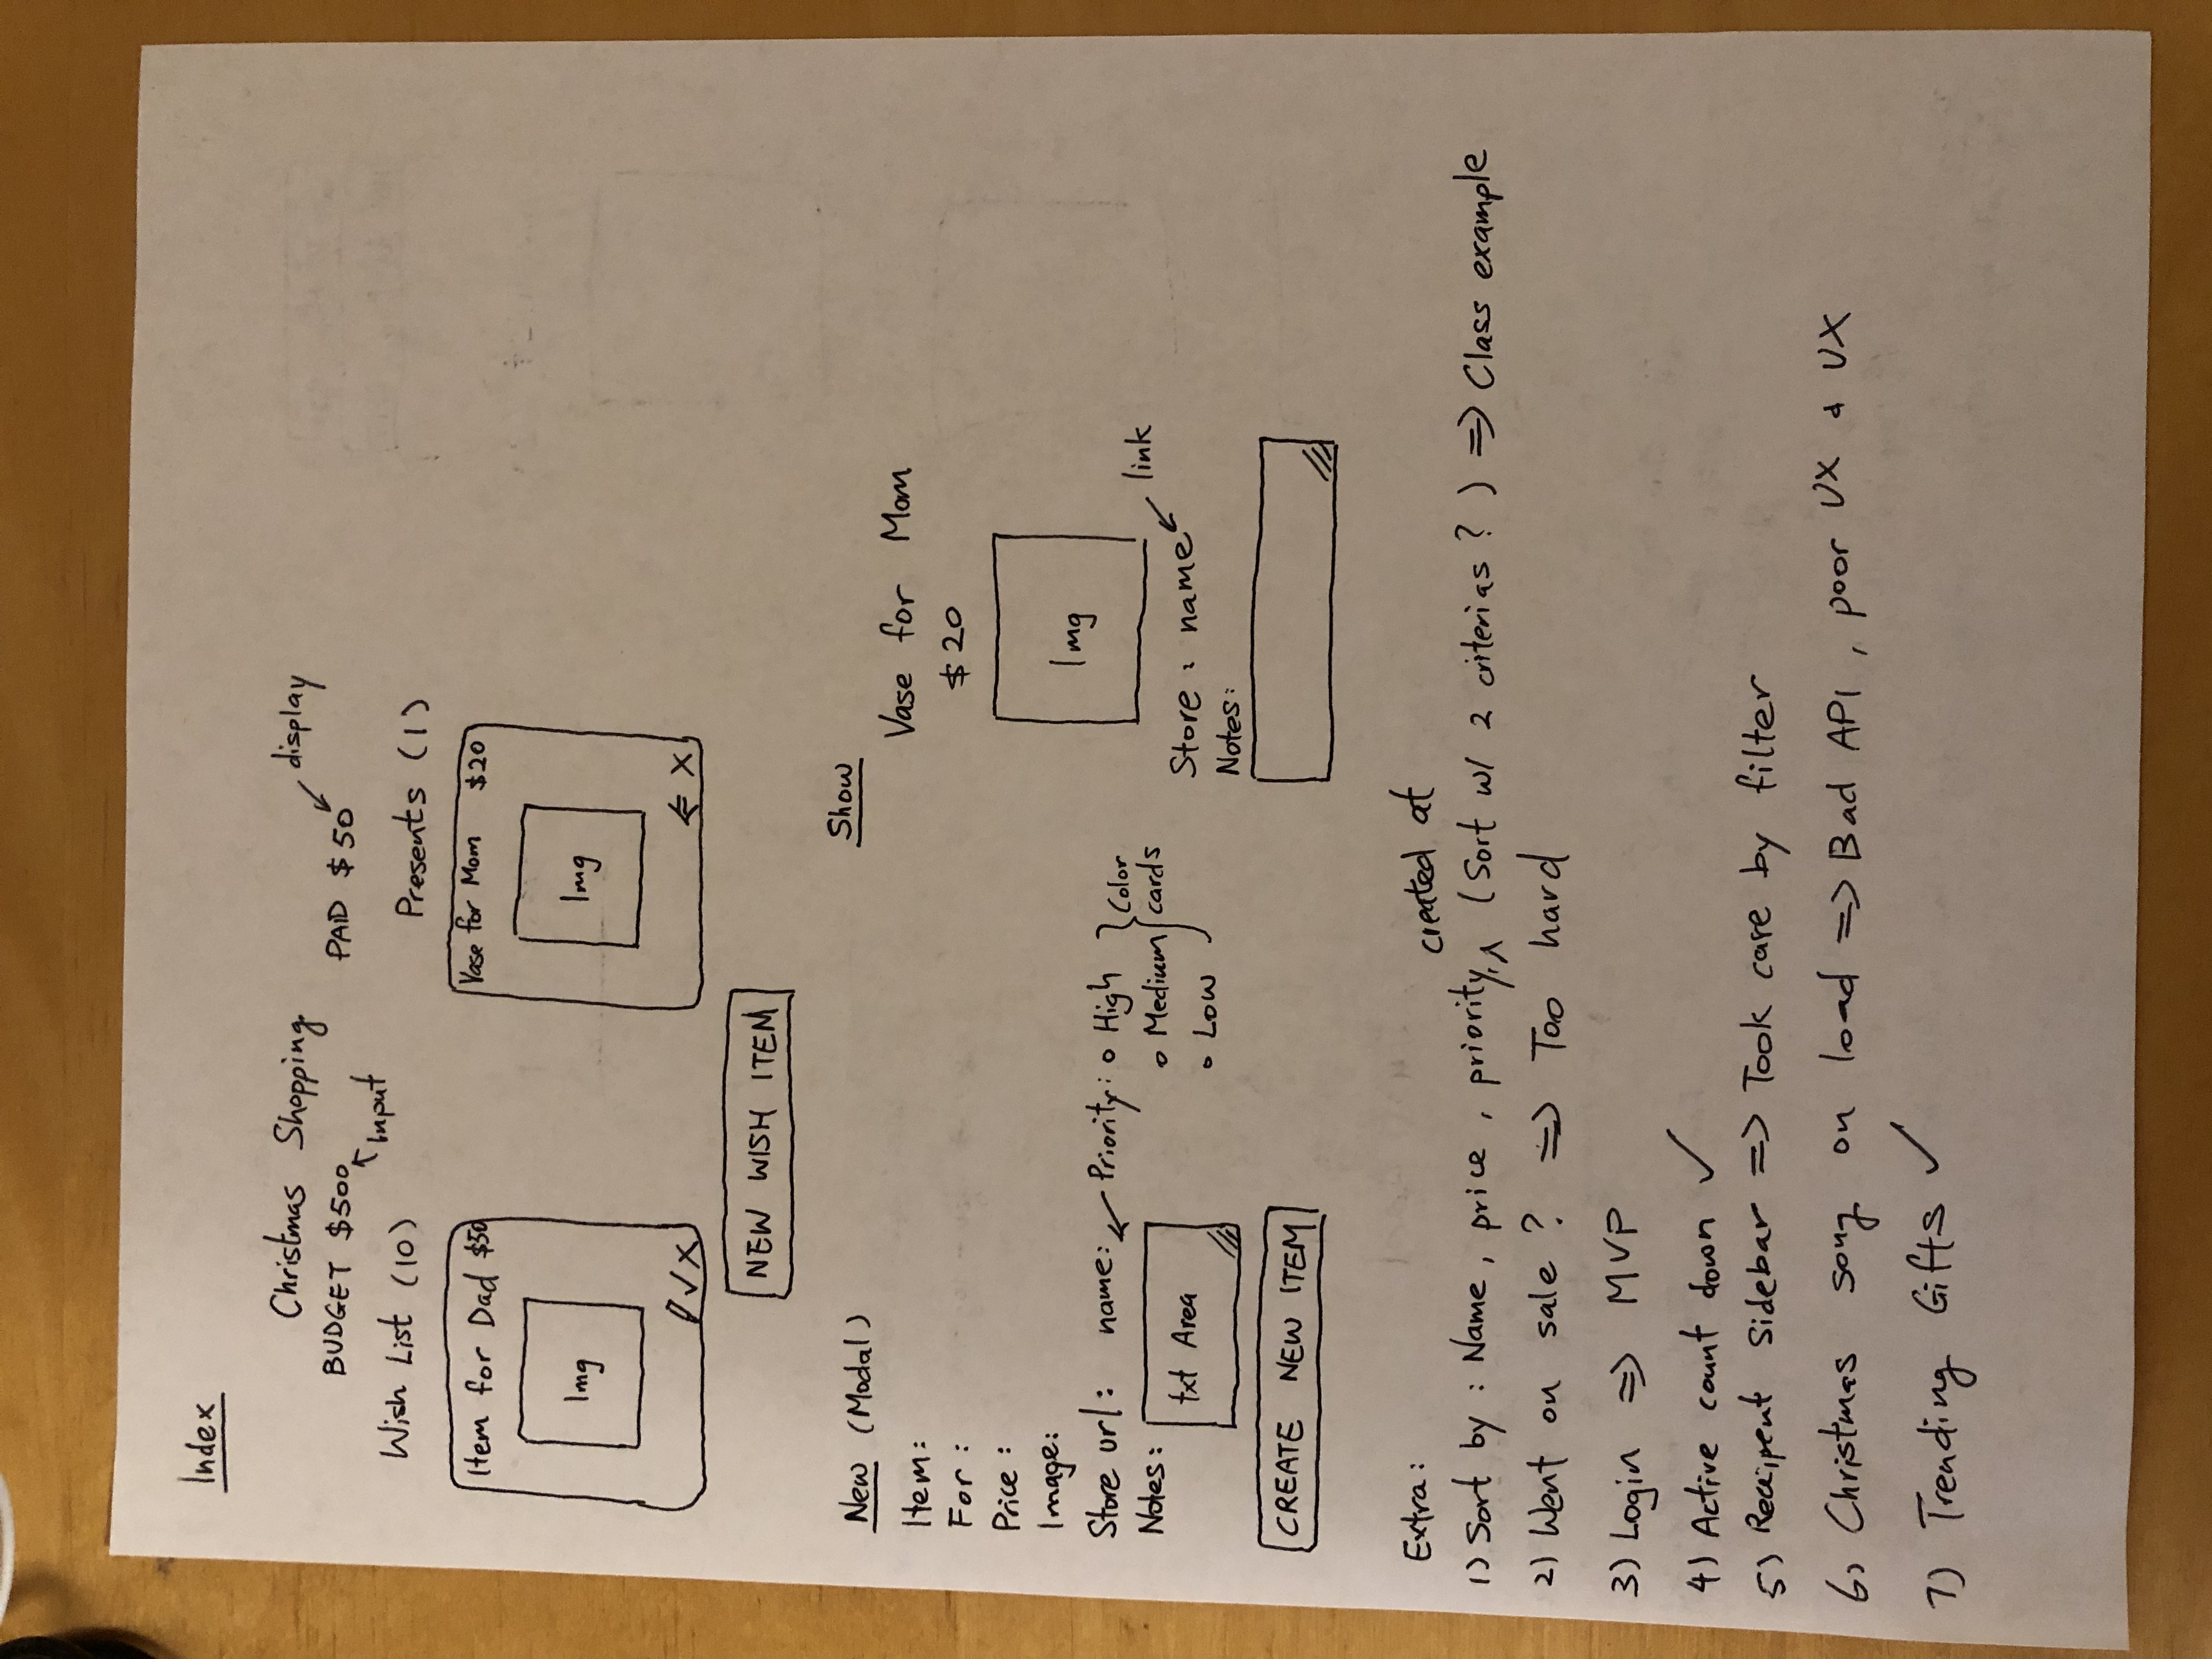 Index
Christmas Shopping
display
BUDGET $500
PAID $50
Input
Wish List (10)
Presents (1)
Item for Dad $50
Vase for Mom $20
Img
Img
✓ X
← X
NEW WISH ITEM
New (Modal)
Item:
For:
Price:
Image:
Store url: name:
Priority: o High
o Medium
o Low
Color
cards
Notes:
txt Area
CREATE NEW ITEM
Show
Vase for Mom
$20
Img
link
Store: name
Notes:
Extra:
created at
1) Sort by: Name, price, priority, ^ (Sort w/ 2 criterias?) => Class example
2) Went on sale? => Too hard
3) Login => MVP
4) Active count down ✓
5) Receipent Sidebar => Took care by filter
6) Christmas song on load => Bad API, poor UX & UX
7) Trending Gifts ✓